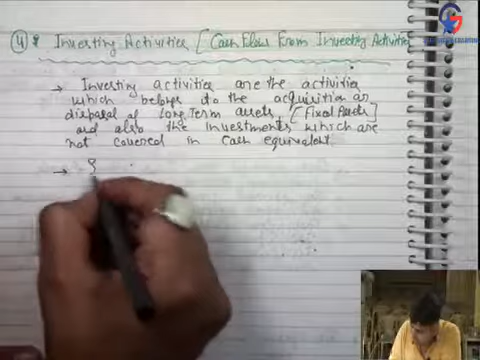 4) Investing Activities [Cash Flows From Investing Activities
→ Investing activities are the activities
which belongs to the acquisition or
disposal of Long Term assets, [Fixed Assets]
and also the investments which are
not covered in cash equivalent.
→